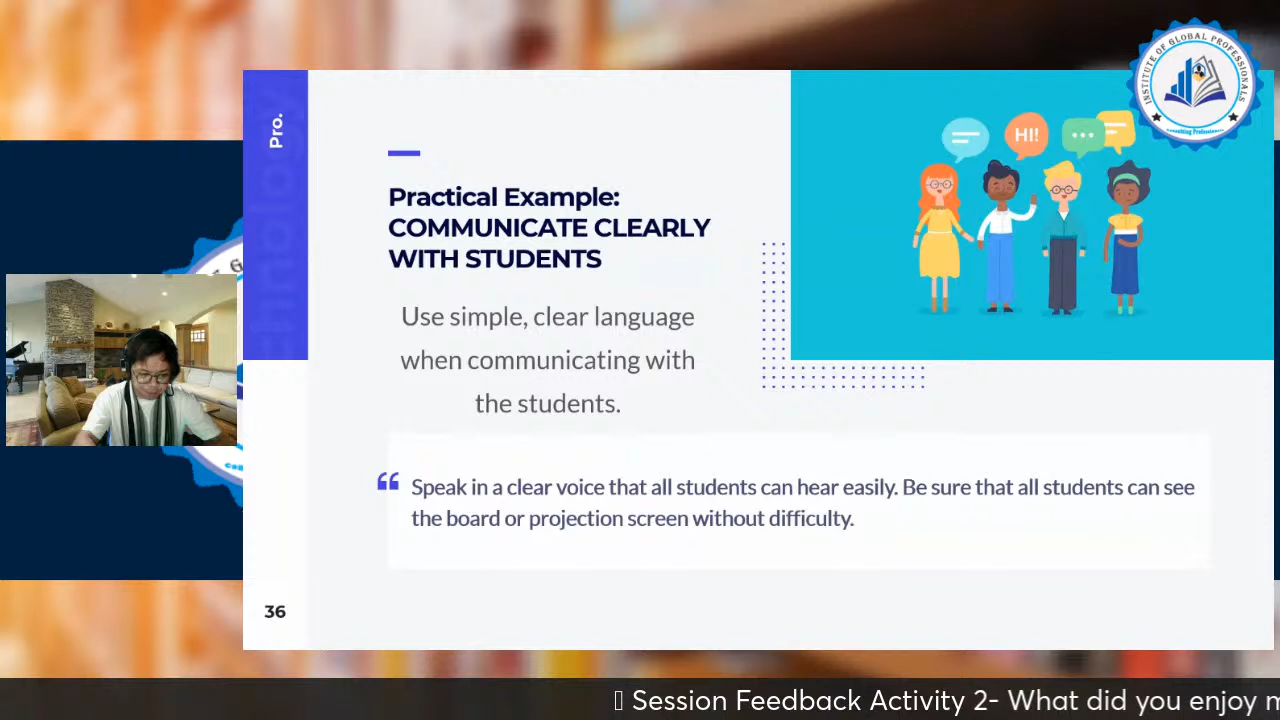 Pro.
Practical Example:
COMMUNICATE CLEARLY
WITH STUDENTS
Use simple, clear language
when communicating with
the students.
“ Speak in a clear voice that all students can hear easily. Be sure that all students can see
the board or projection screen without difficulty.
36
HI!
INSTITUTE OF GLOBAL PROFESSIONALS
Consulting Professionals
Session Feedback Activity 2- What did you enjoy